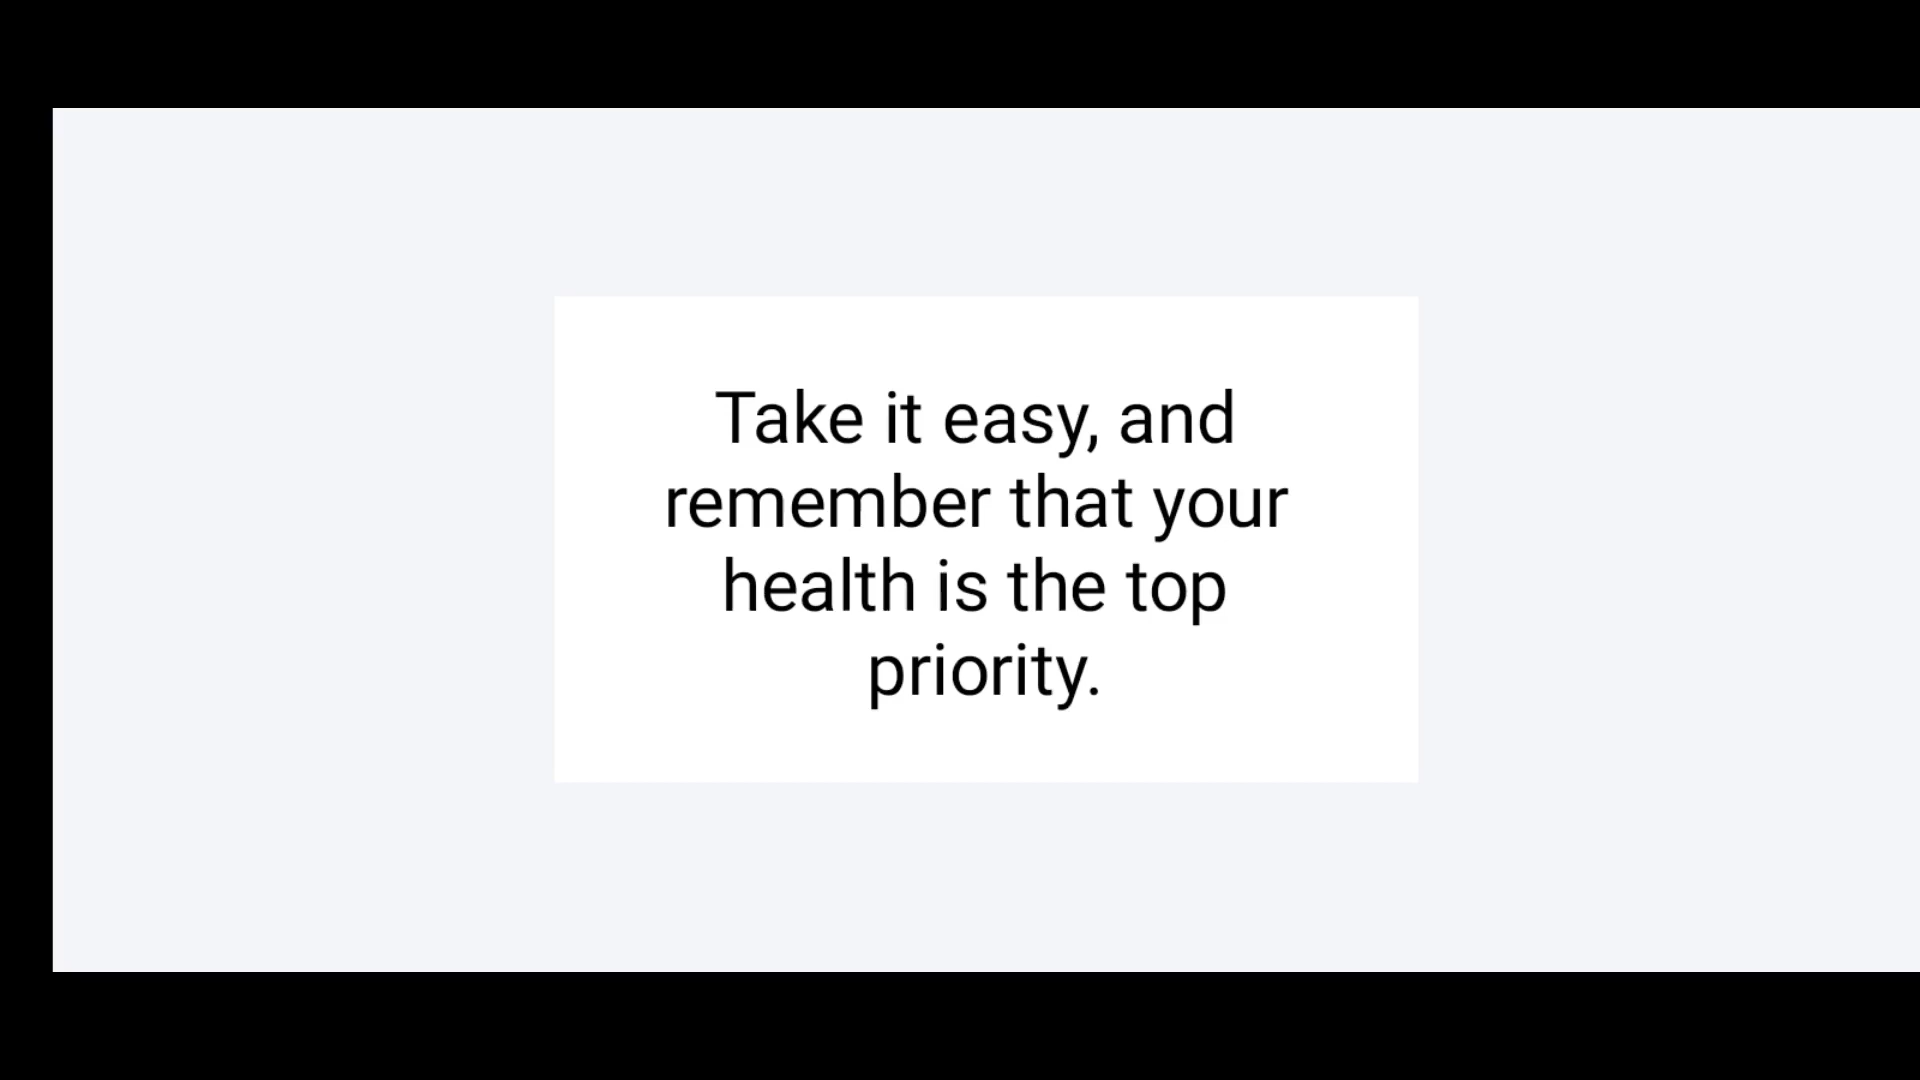 Take it easy, and
remember that your
health is the top
priority.